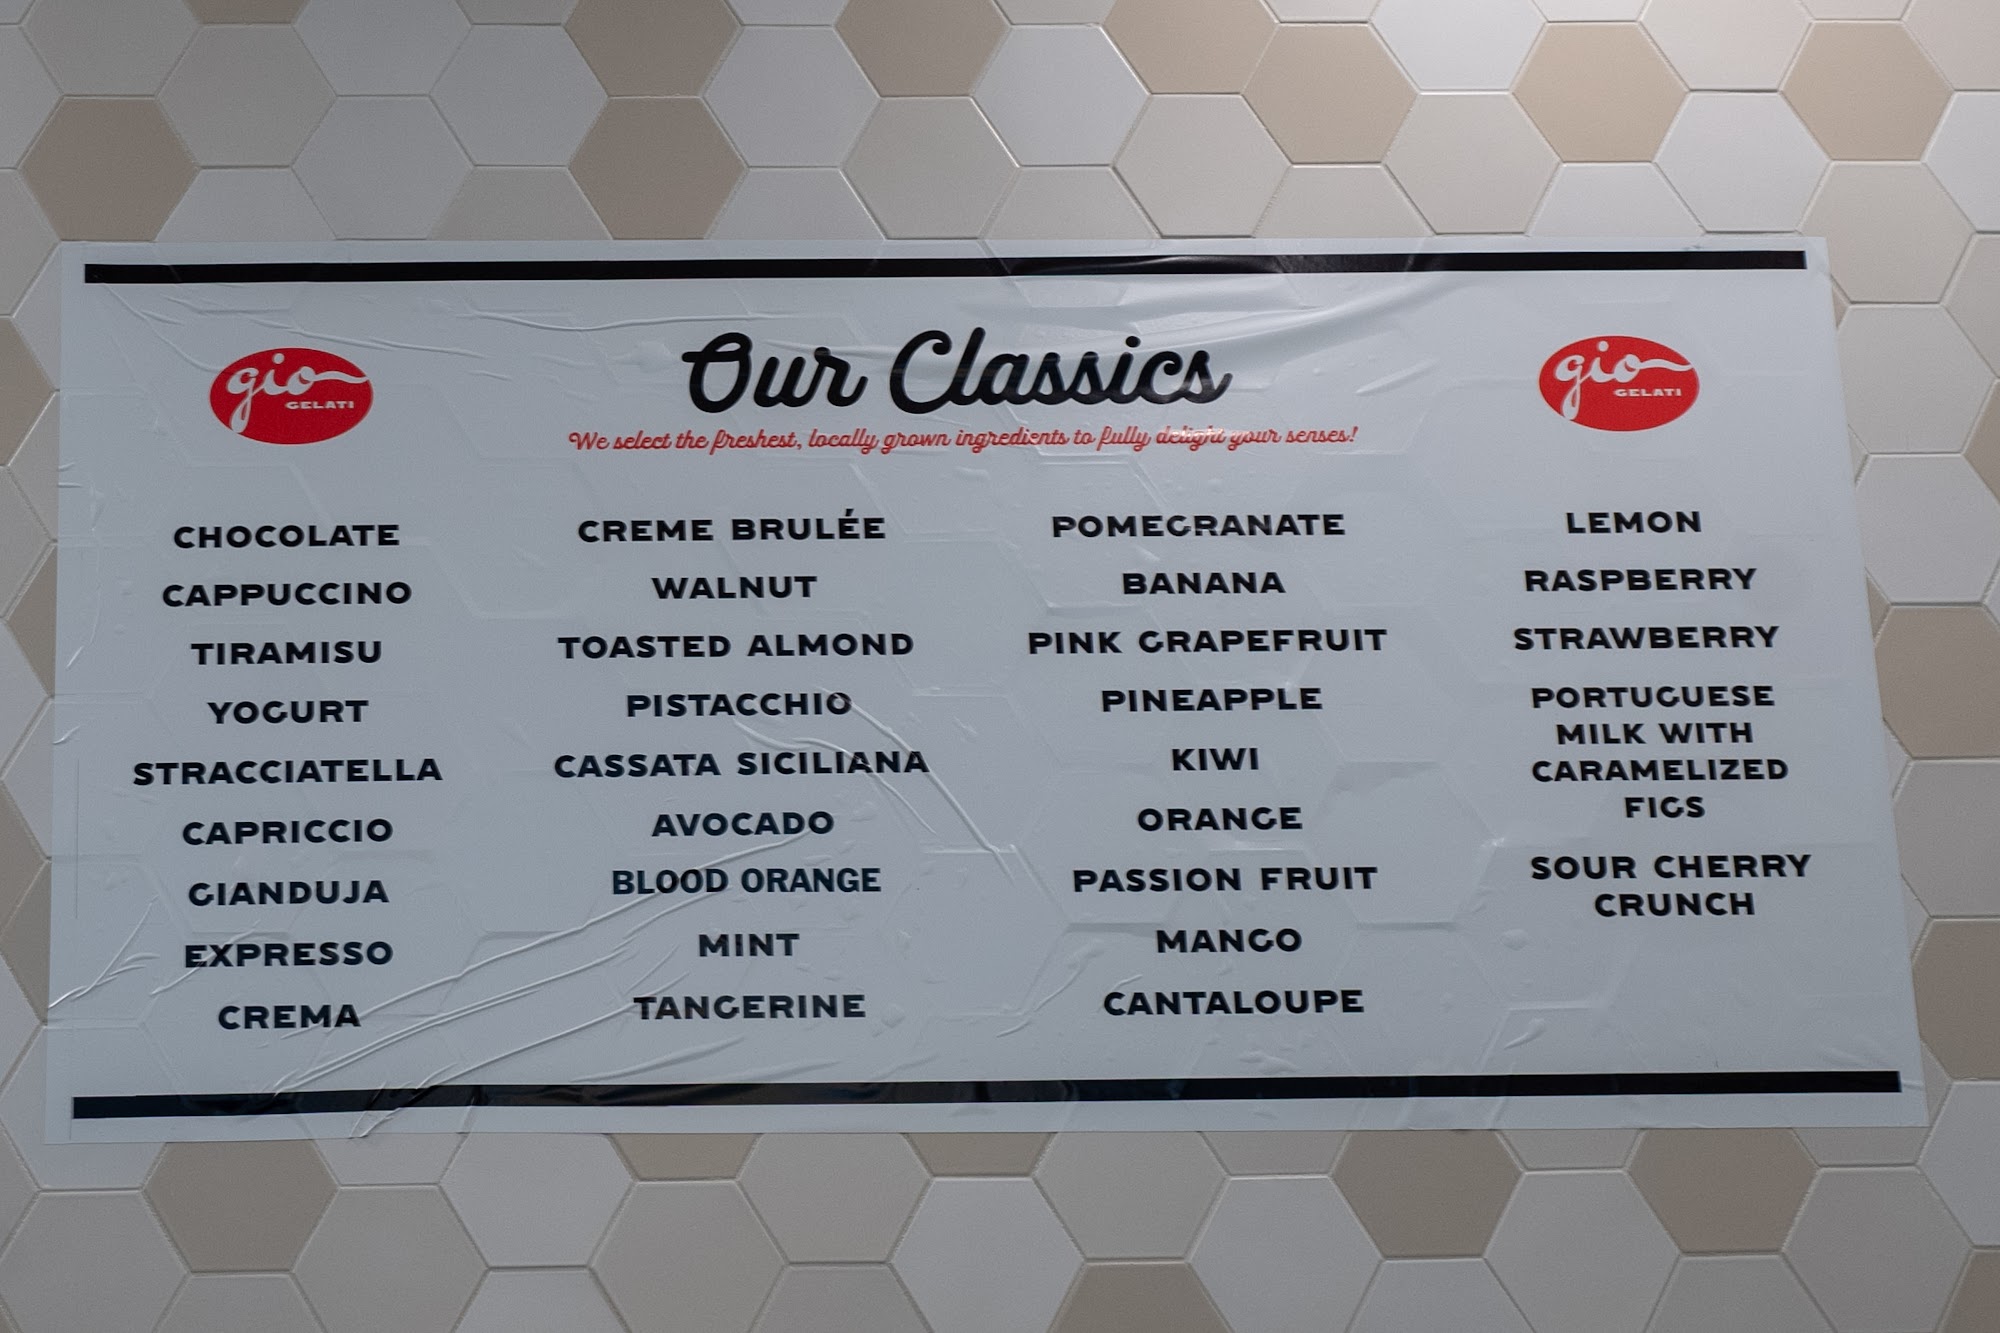 gio
GELATI
Our Classics
gio
GELATI
We select the freshest, locally grown ingredients to fully delight your senses!
CHOCOLATE
CAPPUCCINO
TIRAMISU
YOGURT
STRACCIATELLA
CAPRICCIO
GIANDUJA
EXPRESSO
CREMA
CREME BRULÉE
WALNUT
TOASTED ALMOND
PISTACCHIO
CASSATA SICILIANA
AVOCADO
BLOOD ORANGE
MINT
TANGERINE
POMEGRANATE
BANANA
PINK GRAPEFRUIT
PINEAPPLE
KIWI
ORANGE
PASSION FRUIT
MANGO
CANTALOUPE
LEMON
RASPBERRY
STRAWBERRY
PORTUGUESE
MILK WITH
CARAMELIZED
FIGS
SOUR CHERRY
CRUNCH